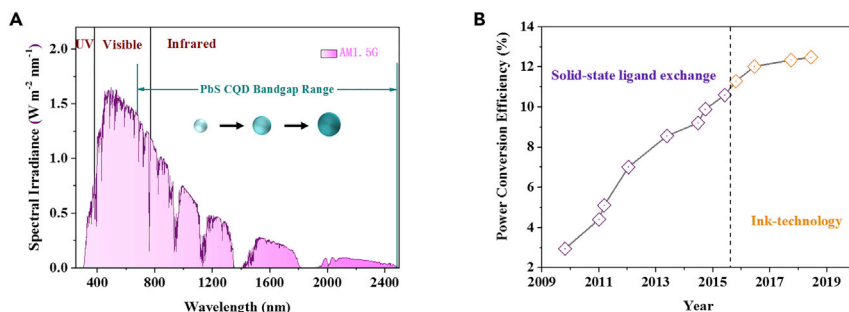 A
UV
Visible
Infrared
AM1.5G
PbS CQD Bandgap Range
Spectral Irradiance (W m⁻² nm⁻¹)
2.0
1.5
1.0
0.5
0.0
400
800
1200
1600
2000
2400
Wavelength (nm)
B
Solid-state ligand exchange
Ink-technology
Power Conversion Efficiency (%)
14
12
10
8
6
4
2
2009
2011
2013
2015
2017
2019
Year